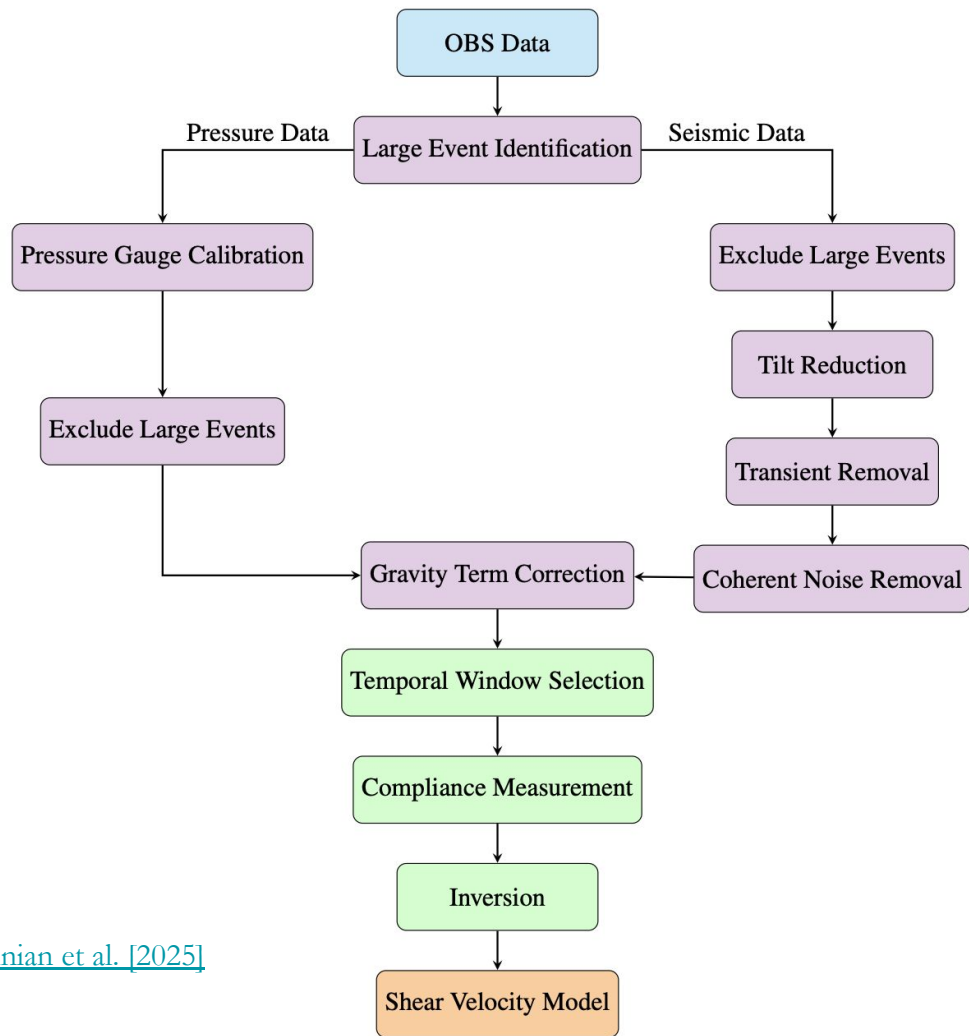 OBS Data
Pressure Data
Large Event Identification
Seismic Data
Pressure Gauge Calibration
Exclude Large Events
Tilt Reduction
Exclude Large Events
Transient Removal
Gravity Term Correction
Coherent Noise Removal
Temporal Window Selection
Compliance Measurement
Inversion
et al. [2025]
Shear Velocity Model